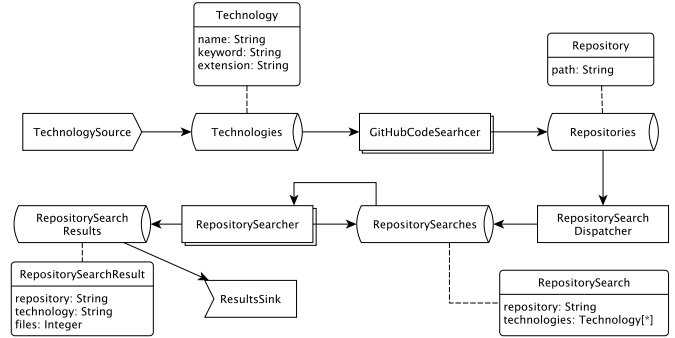 Technology
name: String
keyword: String
extension: String
Repository
path: String
TechnologySource
Technologies
GitHubCodeSearhcer
Repositories
RepositorySearch
Results
RepositorySearcher
RepositorySearches
RepositorySearch
Dispatcher
RepositorySearchResult
repository: String
technology: String
files: Integer
ResultsSink
RepositorySearch
repository: String
technologies: Technology[*]